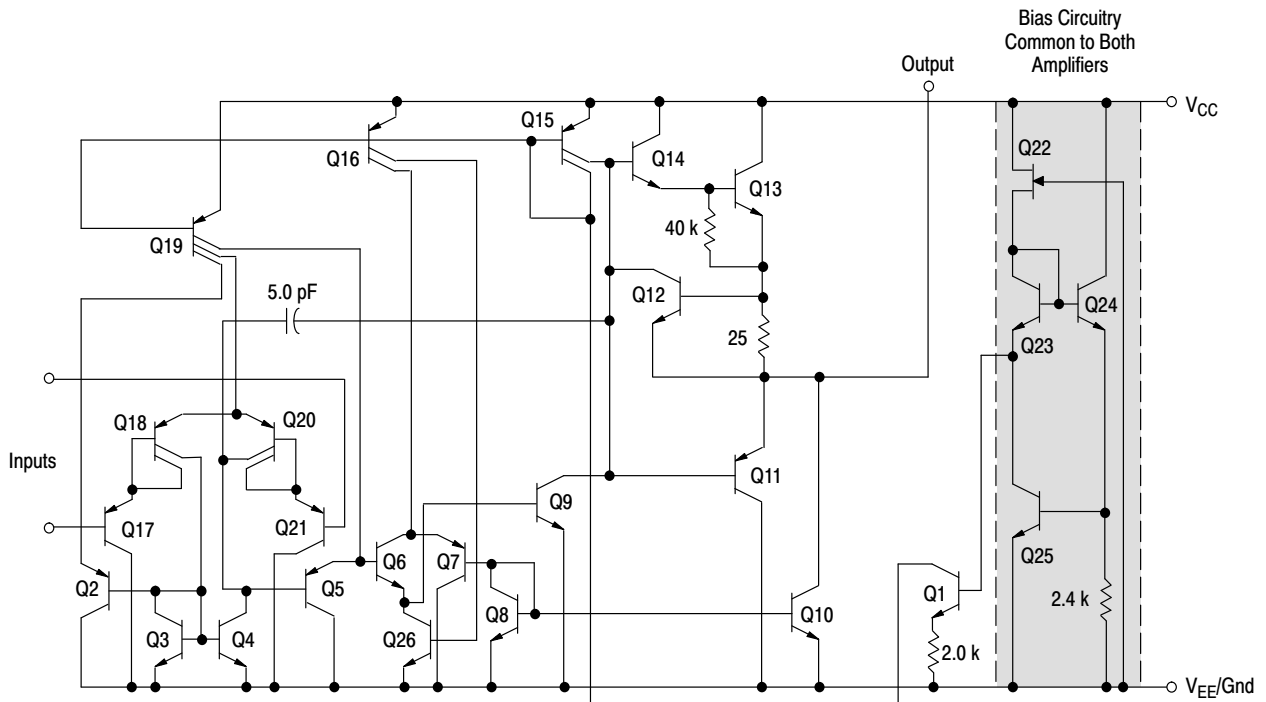 Bias Circuitry
Common to Both
Amplifiers
Output
VCC
Q15
Q22
Q16
Q14
Q13
Q19
40 k
5.0 pF
Q12
Q24
25
Q23
Q18
Q20
Inputs
Q11
Q9
Q17
Q21
Q25
Q2
Q5
Q6
Q7
Q1
2.4 k
Q3
Q4
Q26
Q8
Q10
2.0 k
VEE/Gnd